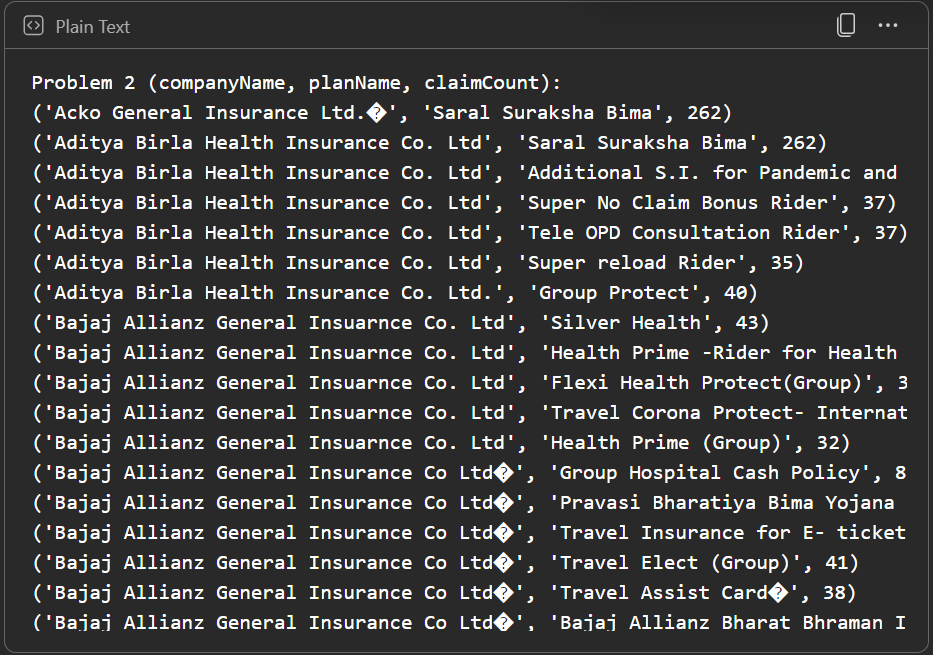 Plain Text
Problem 2 (companyName, planName, claimCount):
('Acko General Insurance Ltd.�', 'Saral Suraksha Bima', 262)
('Aditya Birla Health Insurance Co. Ltd', 'Saral Suraksha Bima', 262)
('Aditya Birla Health Insurance Co. Ltd', 'Additional S.I. for Pandemic and
('Aditya Birla Health Insurance Co. Ltd', 'Super No Claim Bonus Rider', 37)
('Aditya Birla Health Insurance Co. Ltd', 'Tele OPD Consultation Rider', 37)
('Aditya Birla Health Insurance Co. Ltd', 'Super reload Rider', 35)
('Aditya Birla Health Insurance Co. Ltd.', 'Group Protect', 40)
('Bajaj Allianz General Insuarnce Co. Ltd', 'Silver Health', 43)
('Bajaj Allianz General Insuarnce Co. Ltd', 'Health Prime -Rider for Health
('Bajaj Allianz General Insuarnce Co. Ltd', 'Flexi Health Protect(Group)', 3
('Bajaj Allianz General Insuarnce Co. Ltd', 'Travel Corona Protect- Internat
('Bajaj Allianz General Insuarnce Co. Ltd', 'Health Prime (Group)', 32)
('Bajaj Allianz General Insurance Co Ltd�', 'Group Hospital Cash Policy', 8
('Bajaj Allianz General Insurance Co Ltd�', 'Pravasi Bharatiya Bima Yojana
('Bajaj Allianz General Insurance Co Ltd�', 'Travel Insurance for E- ticket
('Bajaj Allianz General Insurance Co Ltd�', 'Travel Elect (Group)', 41)
('Bajaj Allianz General Insurance Co Ltd�', 'Travel Assist Card�', 38)
('Bajaj Allianz General Insurance Co Ltd�', 'Bajaj Allianz Bharat Bhraman I